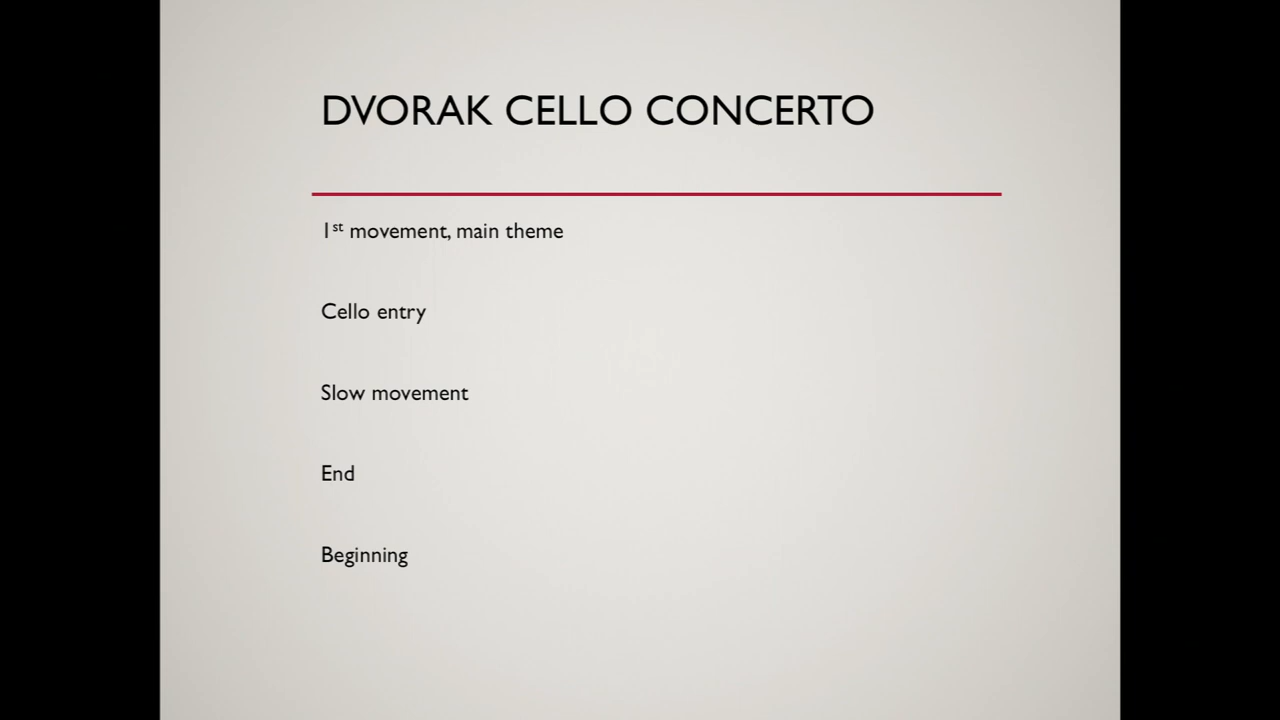 DVORAK CELLO CONCERTO
1st movement, main theme
Cello entry
Slow movement
End
Beginning